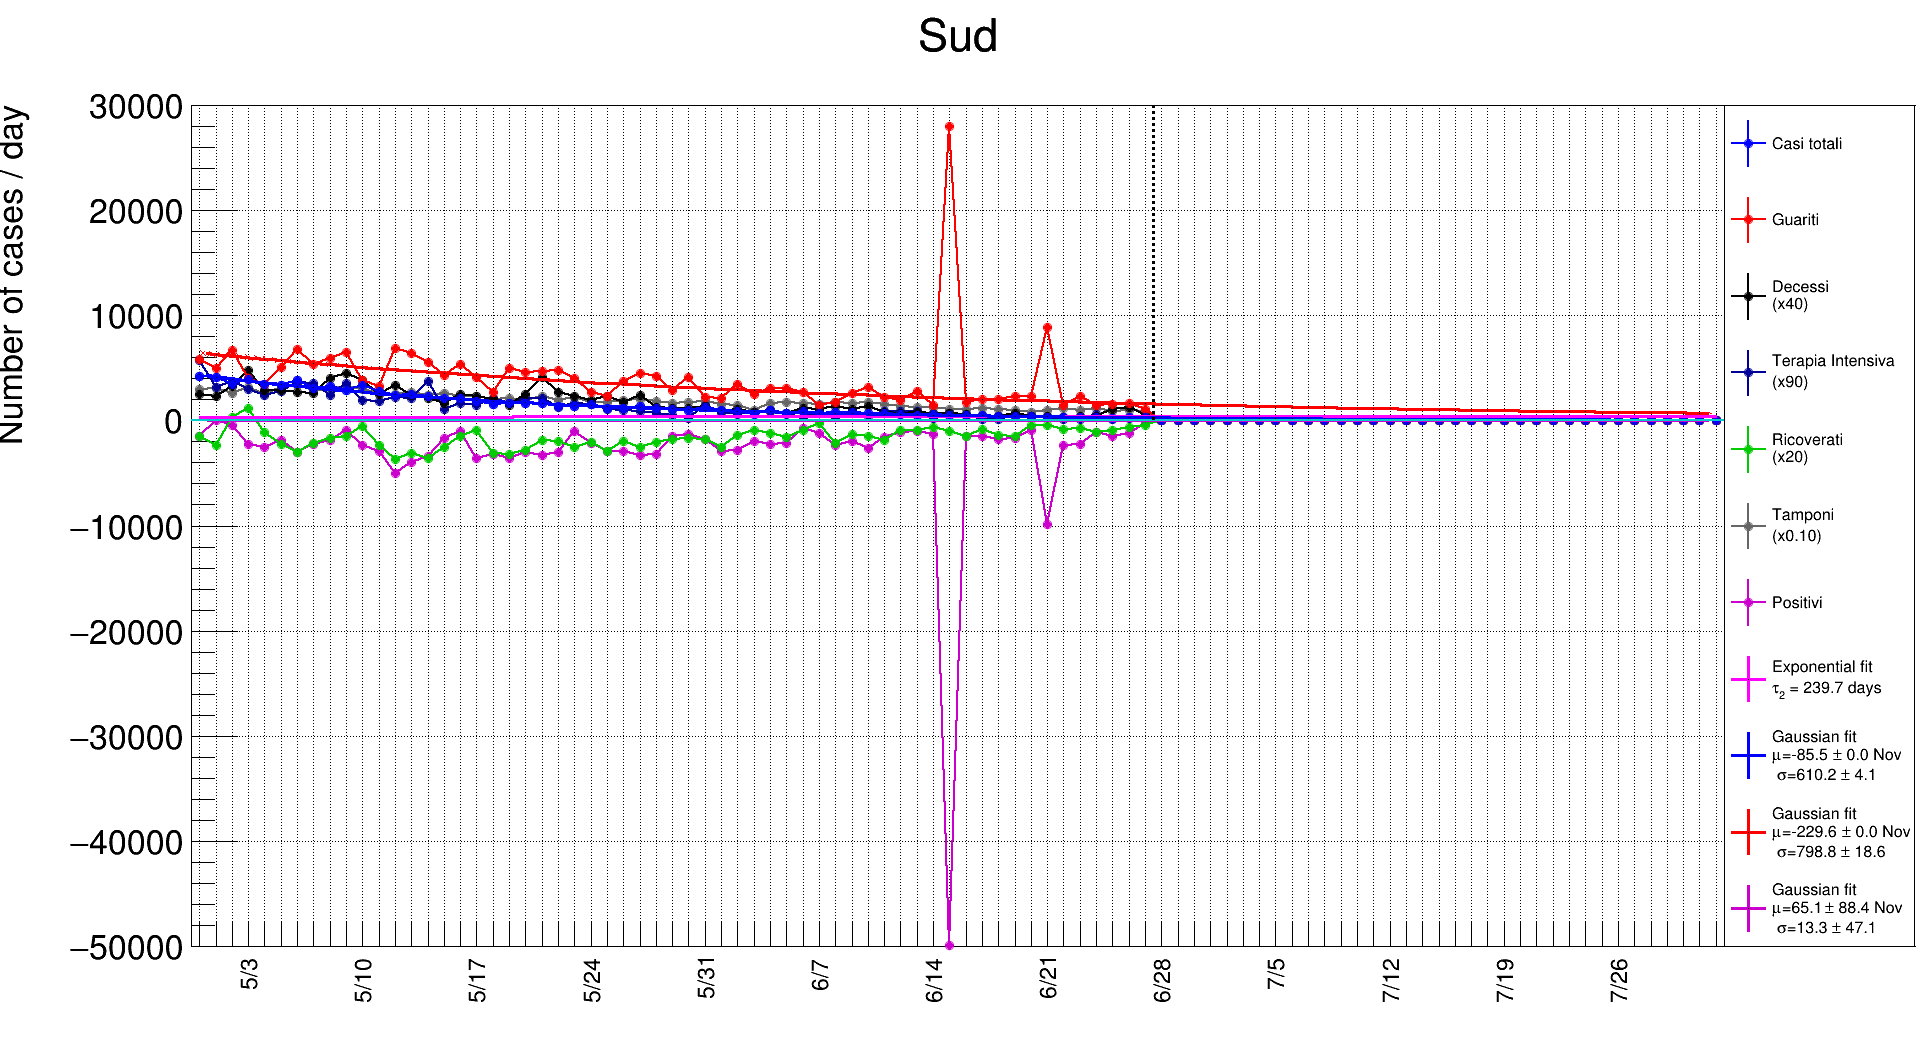 Sud
Number of cases / day
30000
20000
10000
0
−10000
−20000
−30000
−40000
−50000
5/3
5/10
5/17
5/24
5/31
6/7
6/14
6/21
6/28
7/5
7/12
7/19
7/26
Casi totali
Guariti
Decessi
(x40)
Terapia Intensiva
(x90)
Ricoverati
(x20)
Tamponi
(x0.10)
Positivi
Exponential fit
τ2 = 239.7 days
Gaussian fit
μ=-85.5 ± 0.0 Nov
σ=610.2 ± 4.1
Gaussian fit
μ=-229.6 ± 0.0 Nov
σ=798.8 ± 18.6
Gaussian fit
μ=65.1 ± 88.4 Nov
σ=13.3 ± 47.1